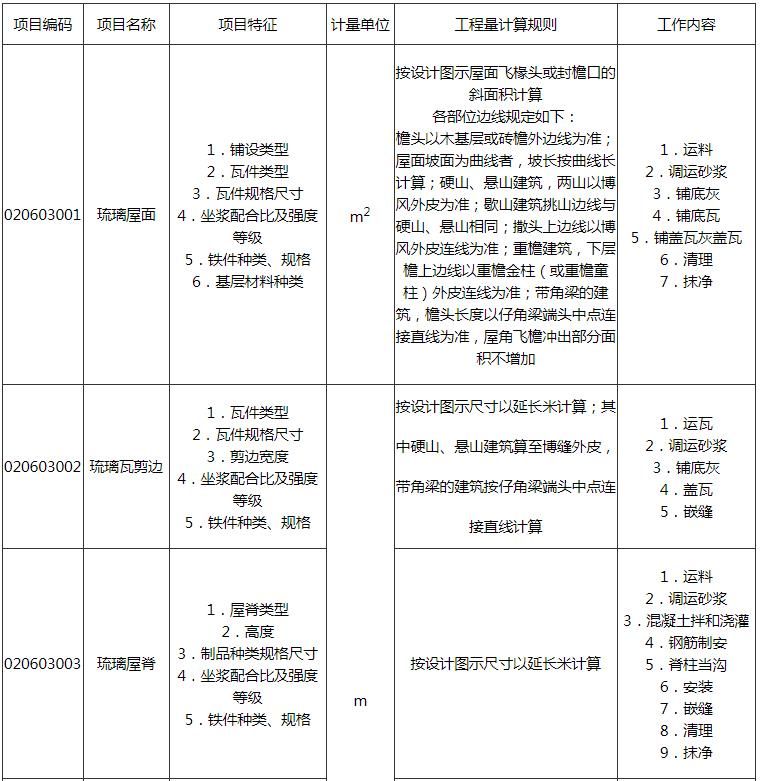 项目编码 项目名称 项目特征 计量单位 工程量计算规则 工作内容
020603001
琉璃屋面
1．铺设类型
2．瓦件类型
3．瓦件规格尺寸
4．坐浆配合比及强度
等级
5．铁件种类、规格
6．基层材料种类
m2
按设计图示屋面飞椽头或封檐口的
斜面积计算
各部位边线规定如下：
檐头以木基层或砖檐外边线为准；
屋面坡面为曲线者，坡长按曲线长
计算；硬山、悬山建筑，两山以博
风外皮为准；歇山建筑挑山边线与
硬山、悬山相同；撒头上边线以博
风外皮连线为准；重檐建筑，下层
檐上边线以重檐金柱（或重檐童
柱）外皮连线为准；带角梁的建
筑，檐头长度以仔角梁端头中点连
接直线为准，屋角飞檐冲出部分面
积不增加
1．运料
2．调运砂浆
3．铺底灰
4．铺底瓦
5．铺盖瓦灰盖瓦
6．清理
7．抹净
020603002
琉璃瓦剪边
1．瓦件类型
2．瓦件规格尺寸
3．剪边宽度
4．坐浆配合比及强度
等级
5．铁件种类、规格
m
按设计图示尺寸以延长米计算；其
中硬山、悬山建筑算至博缝外皮，
带角梁的建筑按仔角梁端头中点连
接直线计算
1．运瓦
2．调运砂浆
3．铺底灰
4．盖瓦
5．嵌缝
020603003
琉璃屋脊
1．屋脊类型
2．高度
3．制品种类规格尺寸
4．坐浆配合比及强度
等级
5．铁件种类、规格
按设计图示尺寸以延长米计算
1．运料
2．调运砂浆
3．混凝土拌和浇灌
4．钢筋制安
5．脊柱当沟
6．安装
7．嵌缝
8．清理
9．抹净